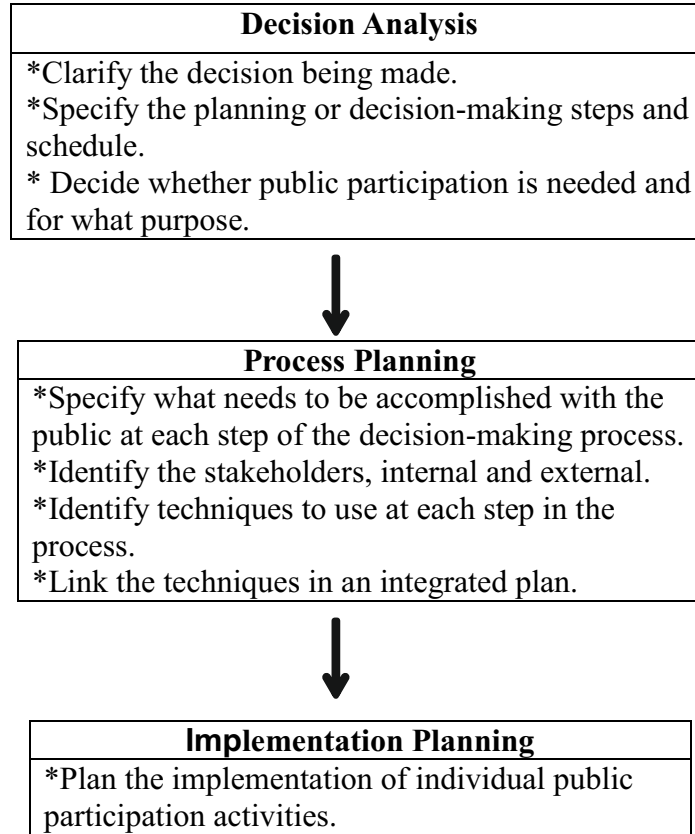 Decision Analysis
*Clarify the decision being made.
*Specify the planning or decision-making steps and
schedule.
* Decide whether public participation is needed and
for what purpose.
Process Planning
*Specify what needs to be accomplished with the
public at each step of the decision-making process.
*Identify the stakeholders, internal and external.
*Identify techniques to use at each step in the
process.
*Link the techniques in an integrated plan.
Implementation Planning
*Plan the implementation of individual public
participation activities.